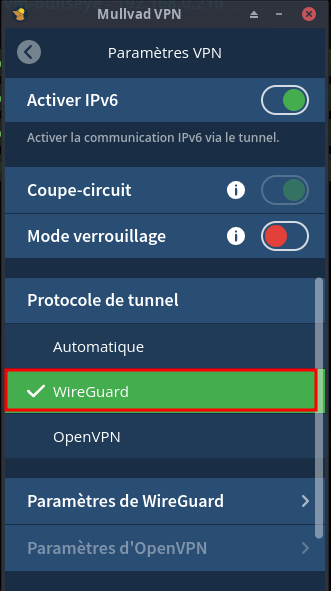 Mullvad VPN
Paramètres VPN
Activer IPv6
Activer la communication IPv6 via le tunnel.
Coupe-circuit
Mode verrouillage
Protocole de tunnel
Automatique
WireGuard
OpenVPN
Paramètres de WireGuard
Paramètres d'OpenVPN